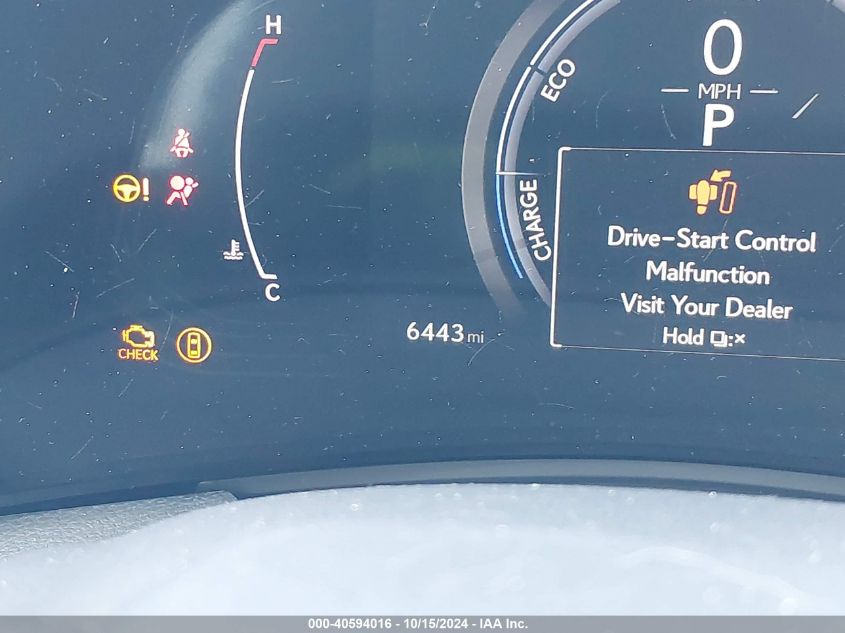 H
0
MPH
P
ECO
CHARGE
C
Drive-Start Control
Malfunction
Visit Your Dealer
Hold :×
6443 mi
CHECK
000-40594016 - 10/15/2024 - IAA Inc.